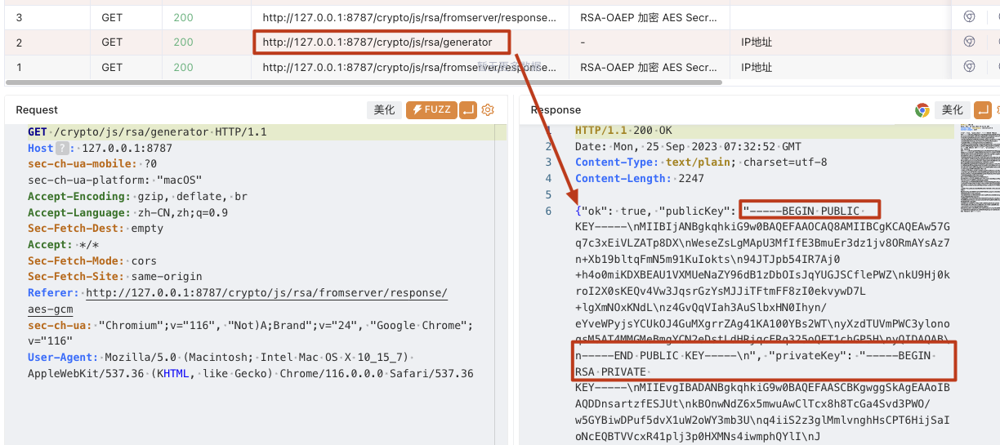 3 GET 200 http://127.0.0.1:8787/crypto/js/rsa/fromserver/response... RSA-OAEP 加密 AES Secr...
2 GET 200 http://127.0.0.1:8787/crypto/js/rsa/generator - IP地址
1 GET 200 http://127.0.0.1:8787/crypto/js/rsa/fromserver/response... RSA-OAEP 加密 AES Secr... IP地址
暂无更多数据
Request 美化 FUZZ
GET /crypto/js/rsa/generator HTTP/1.1
Host ? : 127.0.0.1:8787
sec-ch-ua-mobile: ?0
sec-ch-ua-platform: "macOS"
Accept-Encoding: gzip, deflate, br
Accept-Language: zh-CN,zh;q=0.9
Sec-Fetch-Dest: empty
Accept: */*
Sec-Fetch-Mode: cors
Sec-Fetch-Site: same-origin
Referer: http://127.0.0.1:8787/crypto/js/rsa/fromserver/response/
aes-gcm
sec-ch-ua: "Chromium";v="116", "Not)A;Brand";v="24", "Google Chrome";
v="116"
User-Agent: Mozilla/5.0 (Macintosh; Intel Mac OS X 10_15_7)
AppleWebKit/537.36 (KHTML, like Gecko) Chrome/116.0.0.0 Safari/537.36
Response 美化
1 HTTP/1.1 200 OK
2 Date: Mon, 25 Sep 2023 07:32:52 GMT
3 Content-Type: text/plain; charset=utf-8
4 Content-Length: 2247
5
6 {"ok": true, "publicKey": "-----BEGIN PUBLIC
KEY-----\nMIIBIjANBgkqhkiG9w0BAQEFAAOCAQ8AMIIBCgKCAQEAw57G
q7c3xEiVLZATp8DX\nWeseZsLgMApU3MfIfE3BmuEr3dz1jv8ORmAYsAz7
n+Xb19bltqFmN5m91KuIokts\n94JTJpb54IR7Aj0
+h4o0miKDXBEAU1VXMUeNaZY96dB1zDbOIsJqYUGJSCflePWZ\nkU9Hj0k
roI2X0sKEQv4Vw3JqsrGzYsMJJiTFtmFF8zI0ekvywD7L
+lgXmNOxKNdL\nz4GvQqVIah3AuSlbxHN0Ihyn/
eYveWPyjsYCUkOJ4GuMXgrrZAg41KA100YBs2WT\nyXzdTUVmPWC3ylono
qsM5AT4MMGMeBmgYCN2eDstLdHRjgcFRq325oQET1chGP5H\nyQIDAQAB\
n-----END PUBLIC KEY-----\n", "privateKey": "-----BEGIN
RSA PRIVATE
KEY-----\nMIIEvgIBADANBgkqhkiG9w0BAQEFAASCBKgwggSkAgEAAoIB
AQDDnsartzfESJUt\nkBOnwNdZ6x5mwuAwClTcx8h8TcGa4Svd3PWO/
w5GYBiwDPuf5dvX1uW2oWY3mb3U\nq4iiS2z3glMmlvnghHsCPT6HijSaI
oNcEQBTVVcxR41plj3p0HXMNs4iwmphQYlI\nJ